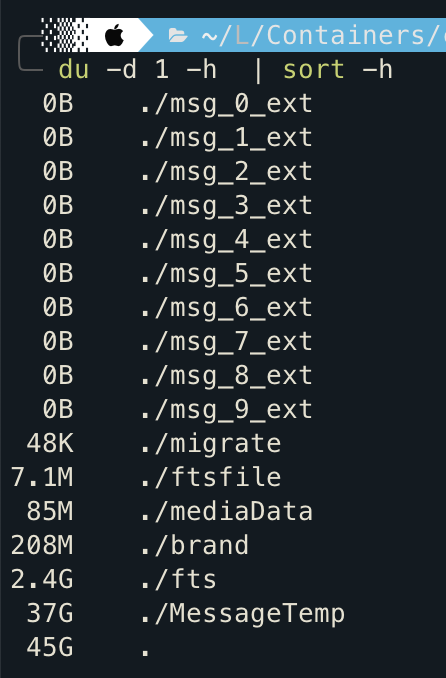 ~/L/Containers/
du -d 1 -h  | sort -h
0B    ./msg_0_ext
0B    ./msg_1_ext
0B    ./msg_2_ext
0B    ./msg_3_ext
0B    ./msg_4_ext
0B    ./msg_5_ext
0B    ./msg_6_ext
0B    ./msg_7_ext
0B    ./msg_8_ext
0B    ./msg_9_ext
48K    ./migrate
7.1M    ./ftsfile
85M    ./mediaData
208M    ./brand
2.4G    ./fts
37G    ./MessageTemp
45G    .